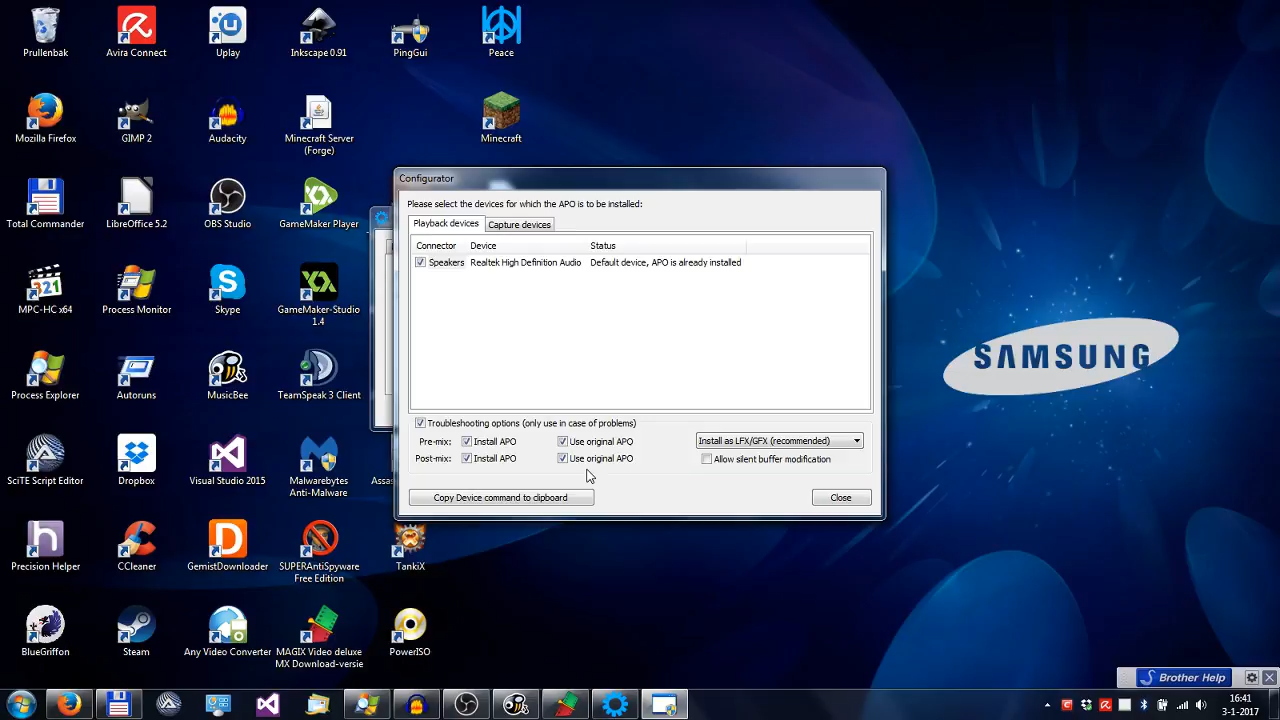 Prullenbak
Avira Connect
Uplay
Inkscape 0.91
PingGui
Peace
Mozilla Firefox
GIMP 2
Audacity
Minecraft Server
(Forge)
Minecraft
Total Commander
LibreOffice 5.2
OBS Studio
GameMaker Player
MPC-HC x64
Process Monitor
Skype
GameMaker-Studio
1.4
Process Explorer
Autoruns
MusicBee
TeamSpeak 3 Client
SciTE Script Editor
Dropbox
Visual Studio 2015
Malwarebytes
Anti-Malware
Precision Helper
CCleaner
GemistDownloader
SUPERAntiSpyware
Free Edition
TankiX
BlueGriffon
Steam
Any Video Converter
MAGIX Video deluxe
MX Download-versie
PowerISO
Configurator
Please select the devices for which the APO is to be installed:
Playback devices
Capture devices
Connector
Device
Status
Speakers
Realtek High Definition Audio
Default device, APO is already installed
Troubleshooting options (only use in case of problems)
Pre-mix:
Install APO
Use original APO
Install as LFX/GFX (recommended)
Post-mix:
Install APO
Use original APO
Allow silent buffer modification
Copy Device command to clipboard
Close
SAMSUNG
Brother Help
16:41
3-1-2017